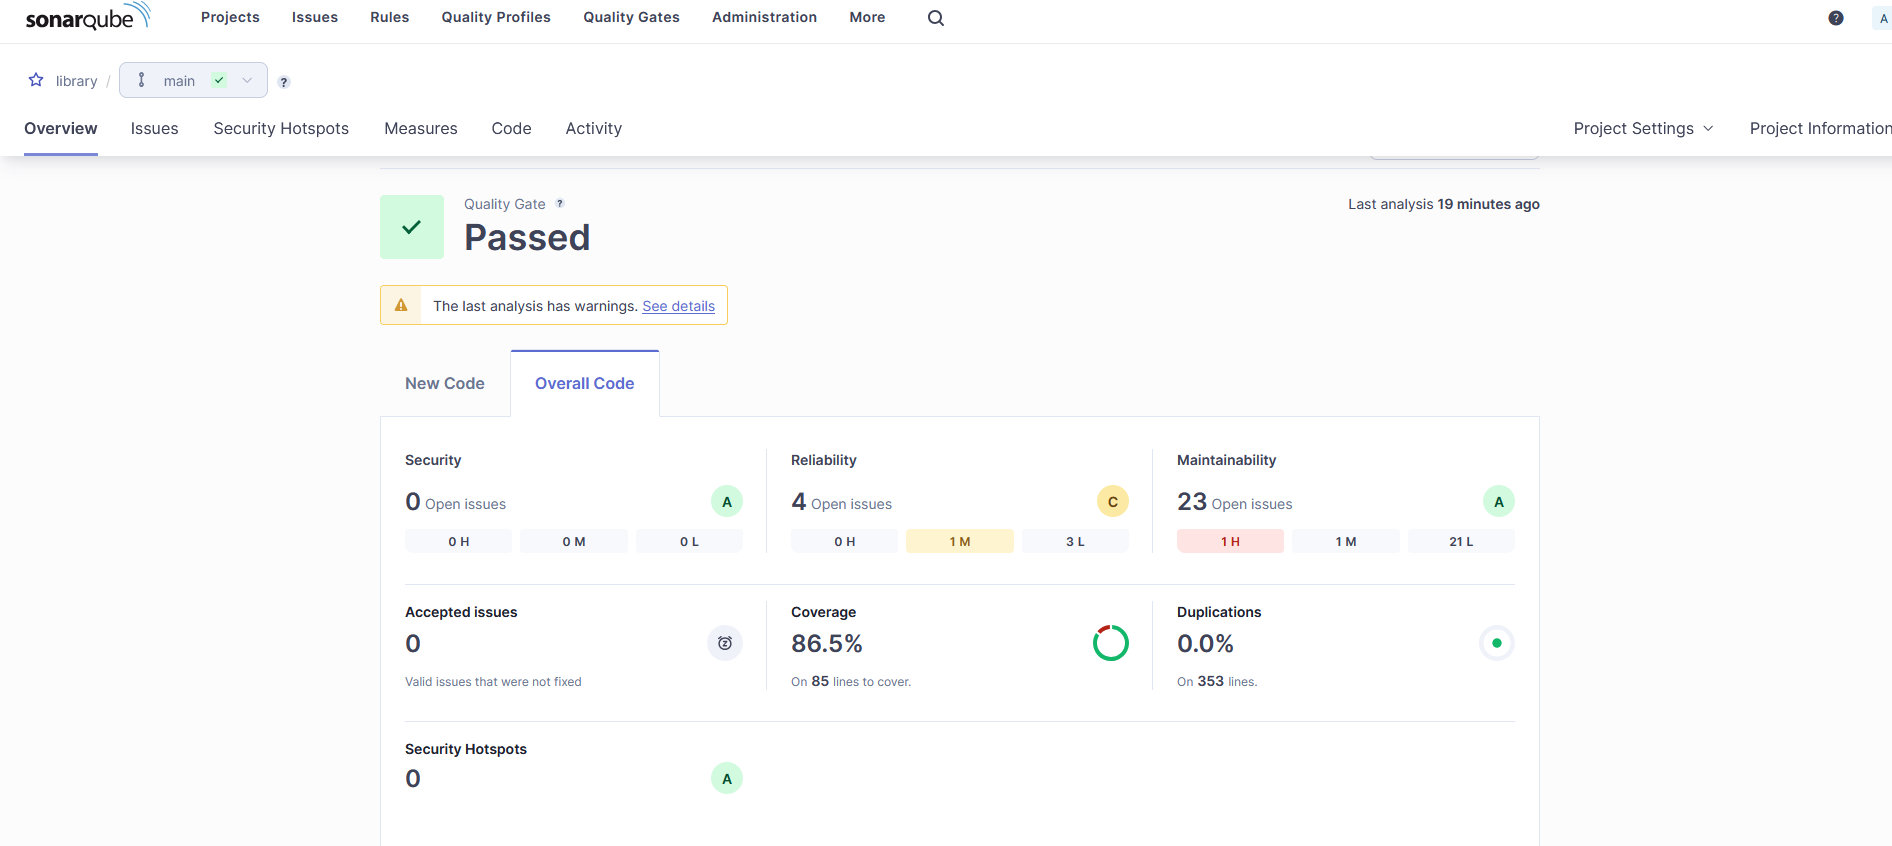 sonarqube Projects Issues Rules Quality Profiles Quality Gates Administration More ? A
library / main ?
Overview Issues Security Hotspots Measures Code Activity Project Settings Project Information
Quality Gate ?
Last analysis 19 minutes ago
Passed
The last analysis has warnings. See details
New Code Overall Code
Security
0 Open issues A
0 H 0 M 0 L
Reliability
4 Open issues C
0 H 1 M 3 L
Maintainability
23 Open issues A
1 H 1 M 21 L
Accepted issues
0
Valid issues that were not fixed
Coverage
86.5%
On 85 lines to cover.
Duplications
0.0%
On 353 lines.
Security Hotspots
0 A